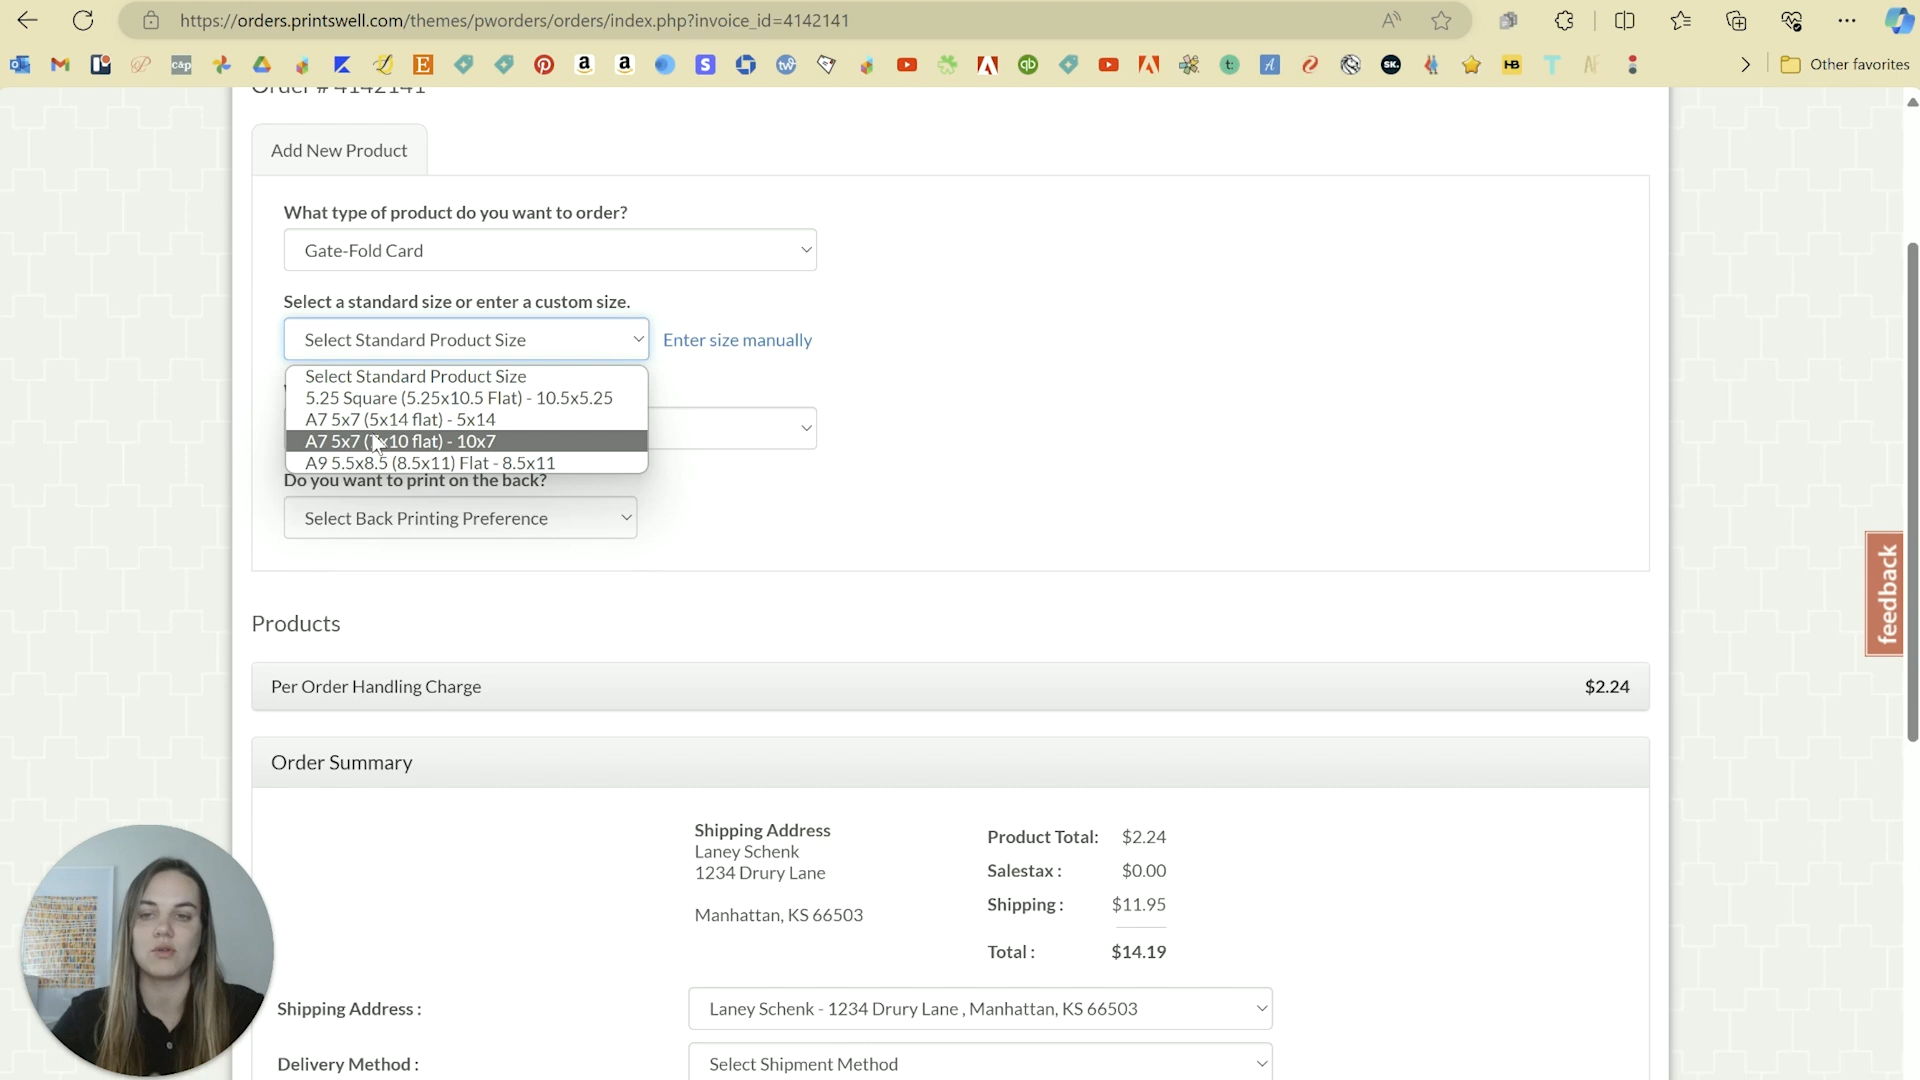 https://orders.printswell.com/themes/pworders/orders/index.php?invoice_id=4142141
Other favorites
Order # 4142141
Add New Product
What type of product do you want to order?
Gate-Fold Card
Select a standard size or enter a custom size.
Select Standard Product Size
Enter size manually
Select Standard Product Size
5.25 Square (5.25x10.5 Flat) - 10.5x5.25
A7 5x7 (5x14 flat) - 5x14
A7 5x7 (7x10 flat) - 10x7
A9 5.5x8.5 (8.5x11) Flat - 8.5x11
Do you want to print on the back?
Select Back Printing Preference
feedback
Products
Per Order Handling Charge $2.24
Order Summary
Shipping Address
Laney Schenk
1234 Drury Lane
Manhattan, KS 66503
Product Total: $2.24
Salestax : $0.00
Shipping : $11.95
Total : $14.19
Shipping Address : Laney Schenk - 1234 Drury Lane , Manhattan, KS 66503
Delivery Method : Select Shipment Method